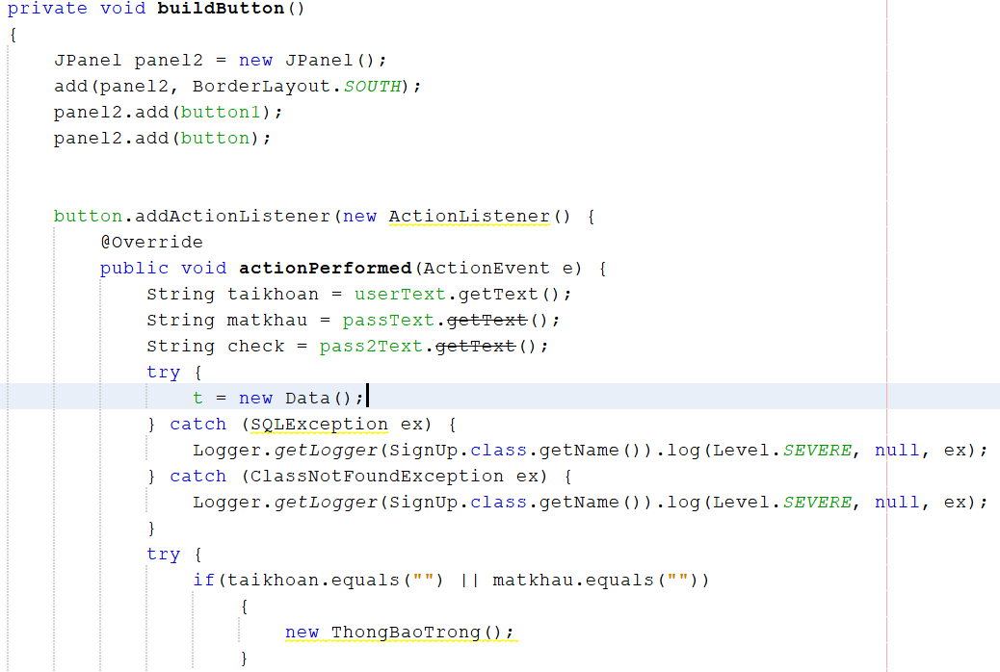 private void buildButton()
{
    JPanel panel2 = new JPanel();
    add(panel2, BorderLayout.SOUTH);
    panel2.add(button1);
    panel2.add(button);
    button.addActionListener(new ActionListener() {
        @Override
        public void actionPerformed(ActionEvent e) {
            String taikhoan = userText.getText();
            String matkhau = passText.getText();
            String check = pass2Text.getText();
            try {
                t = new Data();
            } catch (SQLException ex) {
                Logger.getLogger(SignUp.class.getName()).log(Level.SEVERE, null, ex);
            } catch (ClassNotFoundException ex) {
                Logger.getLogger(SignUp.class.getName()).log(Level.SEVERE, null, ex);
            }
            try {
                if(taikhoan.equals("") || matkhau.equals(""))
                    {
                        new ThongBaoTrong();
                    }